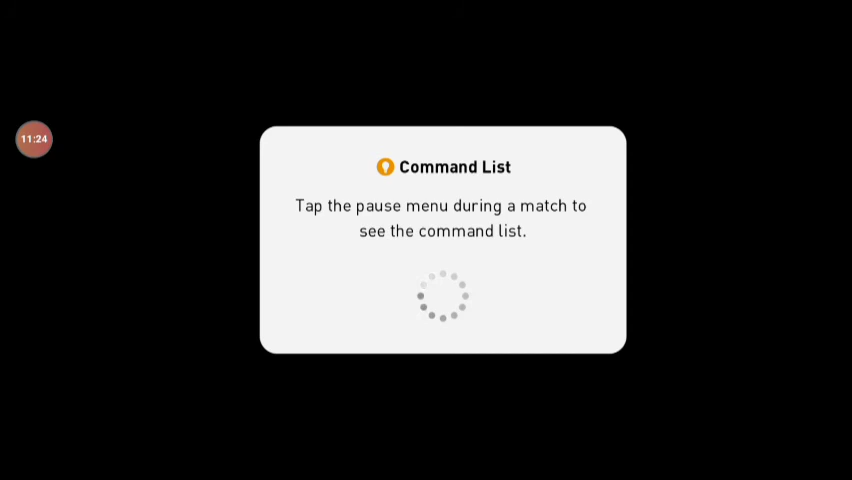 11:24
Command List
Tap the pause menu during a match to
see the command list.